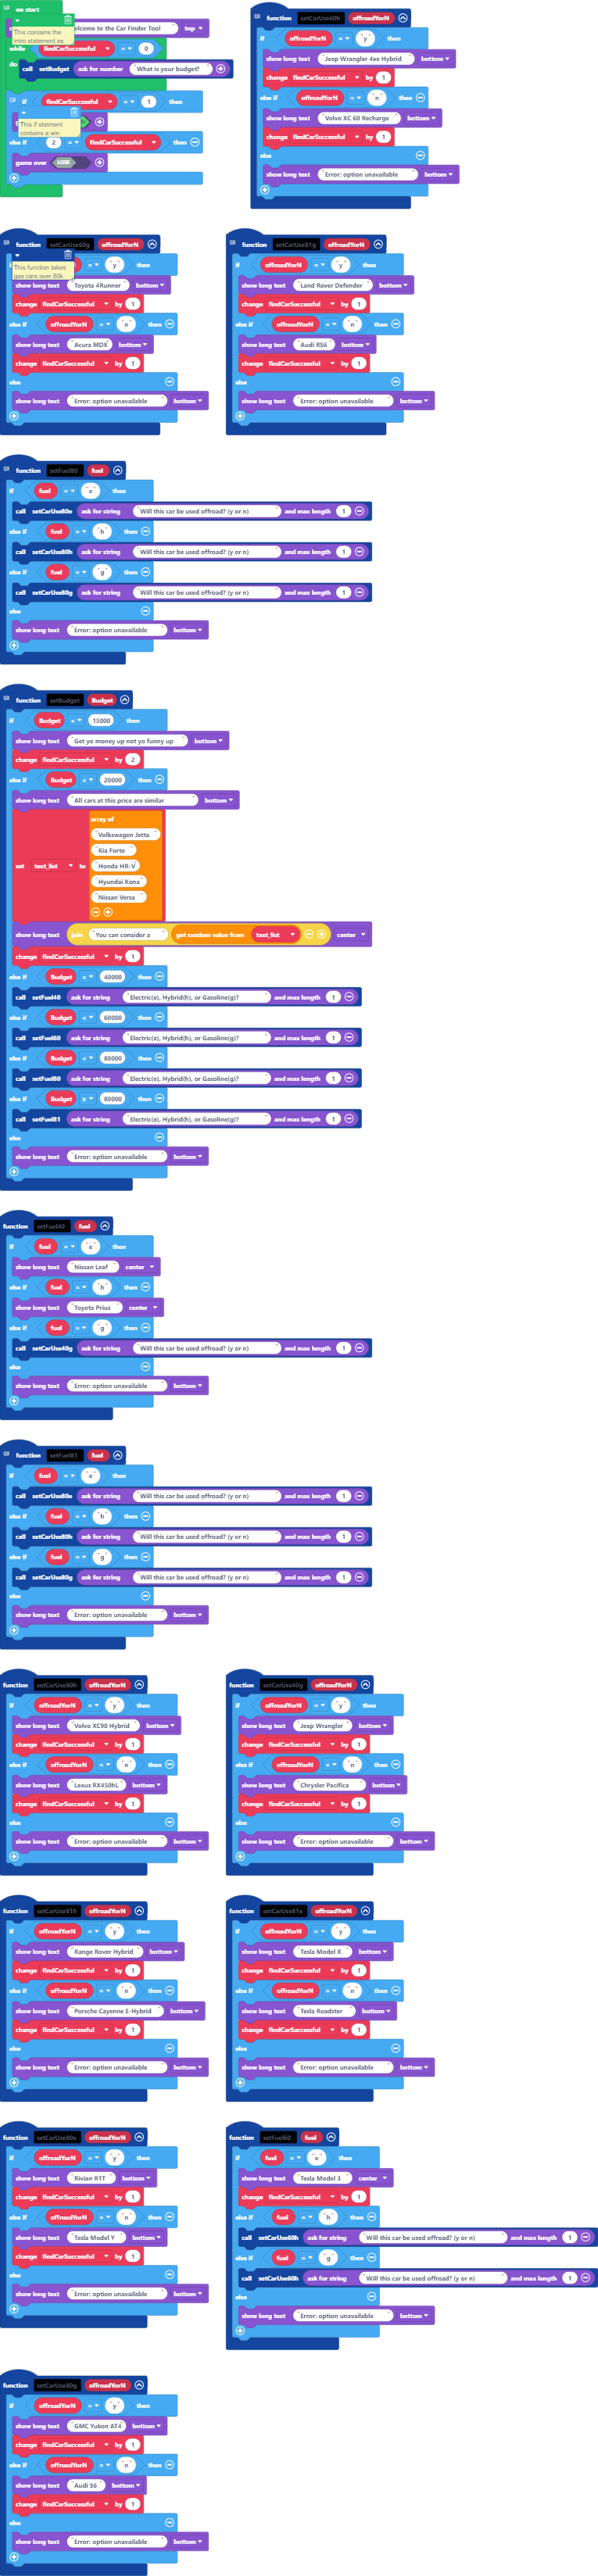 on start
This contains the
intro statement as
elcome to the Car Finder Tool top
while findCarSuccessful = 0
do call setBudget ask for number What is your budget?
if findCarSuccessful = 1 then
This if statment
contains a win
else if 2 = findCarSuccessful then
game over LOSE
function setCarUse60h offroadYorN
if offroadYorN = y then
show long text Jeep Wrangler 4xe Hybrid bottom
change findCarSuccessful by 1
else if offroadYorN = n then
show long text Volvo XC 60 Recharge bottom
change findCarSuccessful by 1
else
show long text Error: option unavailable bottom
function setCarUse60g offroadYorN
This function takes
gas cars over 60k
if = y then
show long text Toyota 4Runner bottom
change findCarSuccessful by 1
else if offroadYorN = n then
show long text Acura MDX bottom
change findCarSuccessful by 1
else
show long text Error: option unavailable bottom
function setCarUse81g offroadYorN
if offroadYorN = y then
show long text Land Rover Defender bottom
change findCarSuccessful by 1
else if offroadYorN = n then
show long text Audi RS6 bottom
change findCarSuccessful by 1
else
show long text Error: option unavailable bottom
function setFuel80 fuel
if fuel = e then
call setCarUse80e ask for string Will this car be used offroad? (y or n) and max length 1
else if fuel = h then
call setCarUse80h ask for string Will this car be used offroad? (y or n) and max length 1
else if fuel = g then
call setCarUse80g ask for string Will this car be used offroad? (y or n) and max length 1
else
show long text Error: option unavailable bottom
function setBudget Budget
if Budget < 15000 then
show long text Get yo money up not yo funny up bottom
change findCarSuccessful by 2
else if Budget < 20000 then
show long text All cars at this price are similar bottom
set text_list to array of
Volkswagen Jetta
Kia Forte
Honda HR-V
Hyundai Kona
Nissan Versa
show long text join You can consider a get random value from text_list center
change findCarSuccessful by 1
else if Budget < 40000 then
call setFuel40 ask for string Electric(e), Hybrid(h), or Gasoline(g)? and max length 1
else if Budget < 60000 then
call setFuel60 ask for string Electric(e), Hybrid(h), or Gasoline(g)? and max length 1
else if Budget < 80000 then
call setFuel80 ask for string Electric(e), Hybrid(h), or Gasoline(g)? and max length 1
else if Budget ≥ 80000 then
call setFuel81 ask for string Electric(e), Hybrid(h), or Gasoline(g)? and max length 1
else
show long text Error: option unavailable bottom
function setFuel40 fuel
if fuel = e then
show long text Nissan Leaf center
else if fuel = h then
show long text Toyota Prius center
else if fuel = g then
call setCarUse40g ask for string Will this car be used offroad? (y or n) and max length 1
else
show long text Error: option unavailable bottom
function setFuel81 fuel
if fuel = e then
call setCarUse80e ask for string Will this car be used offroad? (y or n) and max length 1
else if fuel = h then
call setCarUse80h ask for string Will this car be used offroad? (y or n) and max length 1
else if fuel = g then
call setCarUse80g ask for string Will this car be used offroad? (y or n) and max length 1
else
show long text Error: option unavailable bottom
function setCarUse80h offroadYorN
if offroadYorN = y then
show long text Volvo XC90 Hybrid bottom
change findCarSuccessful by 1
else if offroadYorN = n then
show long text Lexus RX450hL bottom
change findCarSuccessful by 1
else
show long text Error: option unavailable bottom
function setCarUse40g offroadYorN
if offroadYorN = y then
show long text Jeep Wrangler bottom
change findCarSuccessful by 1
else if offroadYorN = n then
show long text Chrysler Pacifica bottom
change findCarSuccessful by 1
else
show long text Error: option unavailable bottom
function setCarUse81h offroadYorN
if offroadYorN = y then
show long text Range Rover Hybrid bottom
change findCarSuccessful by 1
else if offroadYorN = n then
show long text Porsche Cayenne E-Hybrid bottom
change findCarSuccessful by 1
else
show long text Error: option unavailable bottom
function setCarUse81e offroadYorN
if offroadYorN = y then
show long text Tesla Model X bottom
change findCarSuccessful by 1
else if offroadYorN = n then
show long text Tesla Roadster bottom
change findCarSuccessful by 1
else
show long text Error: option unavailable bottom
function setCarUse80e offroadYorN
if offroadYorN = y then
show long text Rivian R1T bottom
change findCarSuccessful by 1
else if offroadYorN = n then
show long text Tesla Model Y bottom
change findCarSuccessful by 1
else
show long text Error: option unavailable bottom
function setFuel60 fuel
if fuel = e then
show long text Tesla Model 3 center
change findCarSuccessful by 1
else if fuel = h then
call setCarUse60h ask for string Will this car be used offroad? (y or n) and max length 1
else if fuel = g then
call setCarUse60h ask for string Will this car be used offroad? (y or n) and max length 1
else
show long text Error: option unavailable bottom
function setCarUse80g offroadYorN
if offroadYorN = y then
show long text GMC Yukon AT4 bottom
change findCarSuccessful by 1
else if offroadYorN = n then
show long text Audi S6 bottom
change findCarSuccessful by 1
else
show long text Error: option unavailable bottom